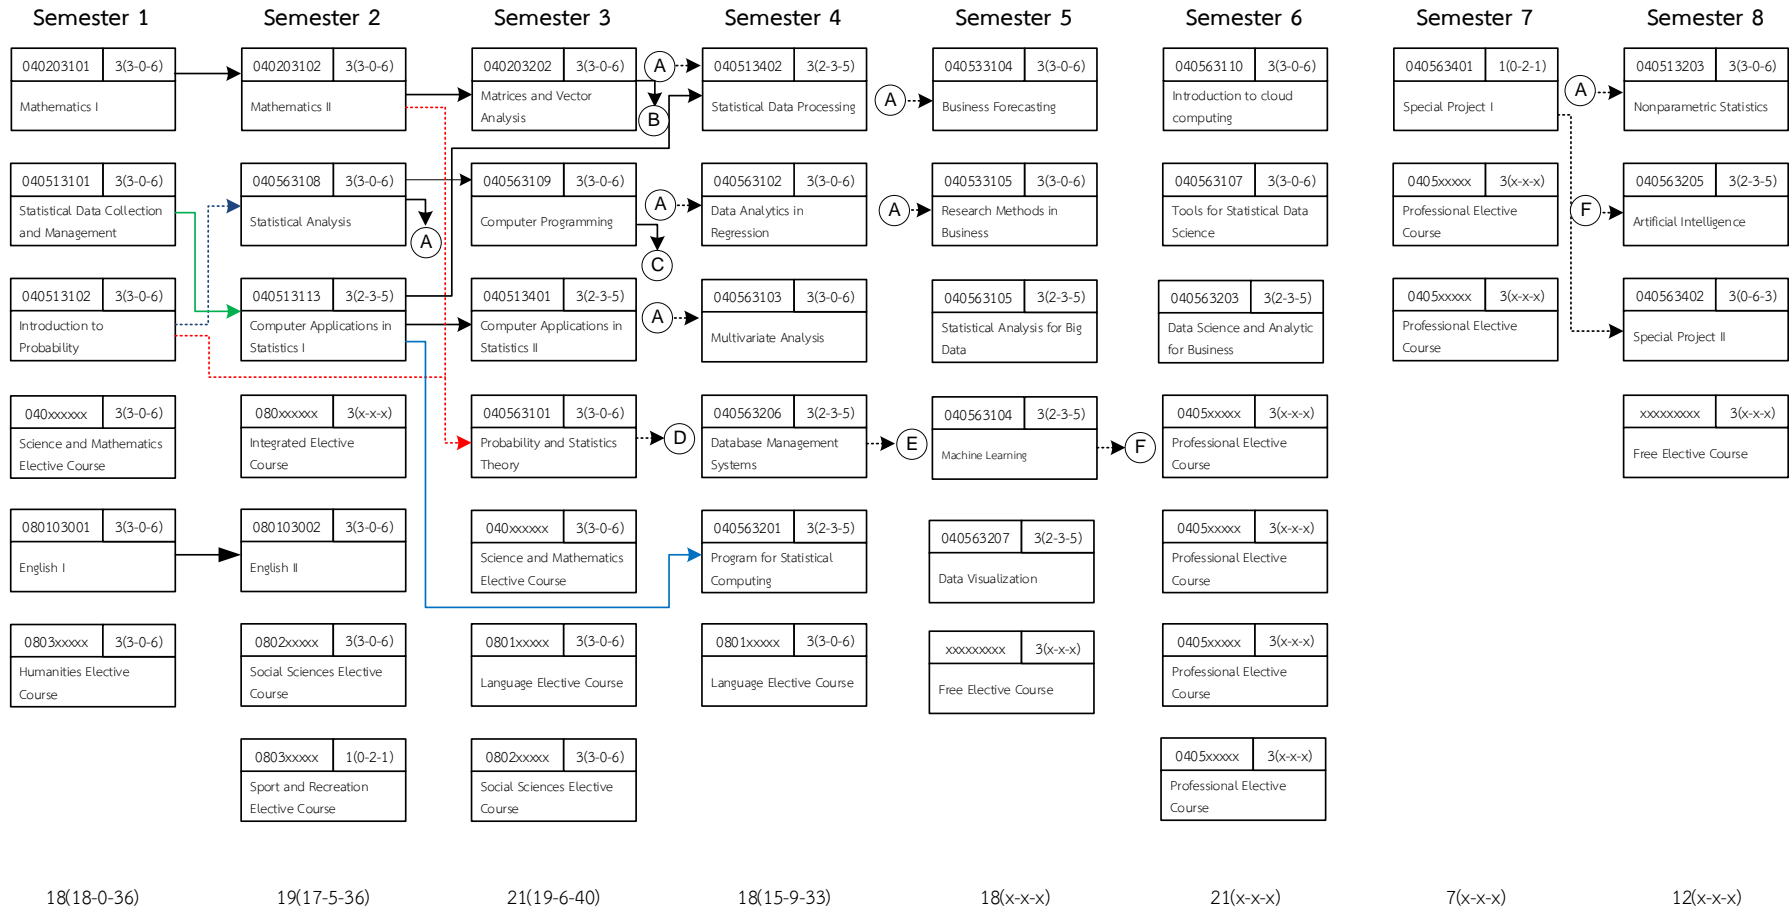 Semester 1
Semester 2
Semester 3
Semester 4
Semester 5
Semester 6
Semester 7
Semester 8
040203101 3(3-0-6)
Mathematics I
040513101 3(3-0-6)
Statistical Data Collection
and Management
040513102 3(3-0-6)
Introduction to
Probability
040xxxxxx 3(3-0-6)
Science and Mathematics
Elective Course
080103001 3(3-0-6)
English I
0803xxxxx 3(3-0-6)
Humanities Elective
Course
18(18-0-36)
040203102 3(3-0-6)
Mathematics II
040563108 3(3-0-6)
Statistical Analysis
A
040513113 3(2-3-5)
Computer Applications in
Statistics I
080xxxxxx 3(x-x-x)
Integrated Elective
Course
080103002 3(3-0-6)
English II
0802xxxxx 3(3-0-6)
Social Sciences Elective
Course
0803xxxxx 1(0-2-1)
Sport and Recreation
Elective Course
19(17-5-36)
040203202 3(3-0-6)
Matrices and Vector
Analysis
B
040563109 3(3-0-6)
Computer Programming
C
040513401 3(2-3-5)
Computer Applications in
Statistics II
040563101 3(3-0-6)
Probability and Statistics
Theory
D
040xxxxxx 3(3-0-6)
Science and Mathematics
Elective Course
0801xxxxx 3(3-0-6)
Language Elective Course
0802xxxxx 3(3-0-6)
Social Sciences Elective
Course
21(19-6-40)
A
040513402 3(2-3-5)
Statistical Data Processing
A
040563102 3(3-0-6)
Data Analytics in
Regression
A
040563103 3(3-0-6)
Multivariate Analysis
040563206 3(2-3-5)
Database Management
Systems
E
040563201 3(2-3-5)
Program for Statistical
Computing
0801xxxxx 3(3-0-6)
Language Elective Course
18(15-9-33)
A
040533104 3(3-0-6)
Business Forecasting
A
040533105 3(3-0-6)
Research Methods in
Business
040563105 3(2-3-5)
Statistical Analysis for Big
Data
040563104 3(2-3-5)
Machine Learning
F
040563207 3(2-3-5)
Data Visualization
xxxxxxxxx 3(x-x-x)
Free Elective Course
18(x-x-x)
040563110 3(3-0-6)
Introduction to cloud
computing
040563107 3(3-0-6)
Tools for Statistical Data
Science
040563203 3(2-3-5)
Data Science and Analytic
for Business
0405xxxxx 3(x-x-x)
Professional Elective
Course
0405xxxxx 3(x-x-x)
Professional Elective
Course
0405xxxxx 3(x-x-x)
Professional Elective
Course
0405xxxxx 3(x-x-x)
Professional Elective
Course
21(x-x-x)
040563401 1(0-2-1)
Special Project I
0405xxxxx 3(x-x-x)
Professional Elective
Course
0405xxxxx 3(x-x-x)
Professional Elective
Course
7(x-x-x)
A
040513203 3(3-0-6)
Nonparametric Statistics
F
040563205 3(2-3-5)
Artificial Intelligence
040563402 3(0-6-3)
Special Project II
xxxxxxxxx 3(x-x-x)
Free Elective Course
12(x-x-x)